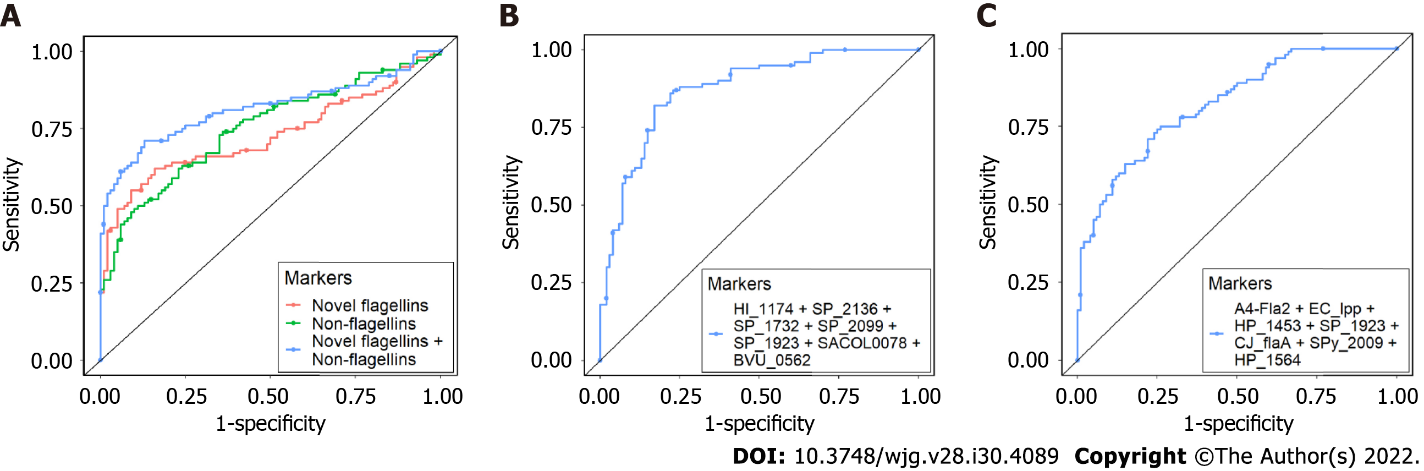 A
Sensitivity
1.00
0.75
0.50
0.25
0.00
Markers
Novel flagellins
Non-flagellins
Novel flagellins +
Non-flagellins
0.00
0.25
0.50
0.75
1.00
1-specificity
B
Sensitivity
1.00
0.75
0.50
0.25
0.00
Markers
HI_1174 + SP_2136 +
SP_1732 + SP_2099 +
SP_1923 + SACOL0078 +
BVU_0562
0.00
0.25
0.50
0.75
1.00
1-specificity
C
Sensitivity
1.00
0.75
0.50
0.25
0.00
Markers
A4-Fla2 + EC_lpp +
HP_1453 + SP_1923 +
CJ_flaA + SPy_2009 +
HP_1564
0.00
0.25
0.50
0.75
1.00
1-specificity
DOI: 10.3748/wjg.v28.i30.4089 Copyright ©The Author(s) 2022.